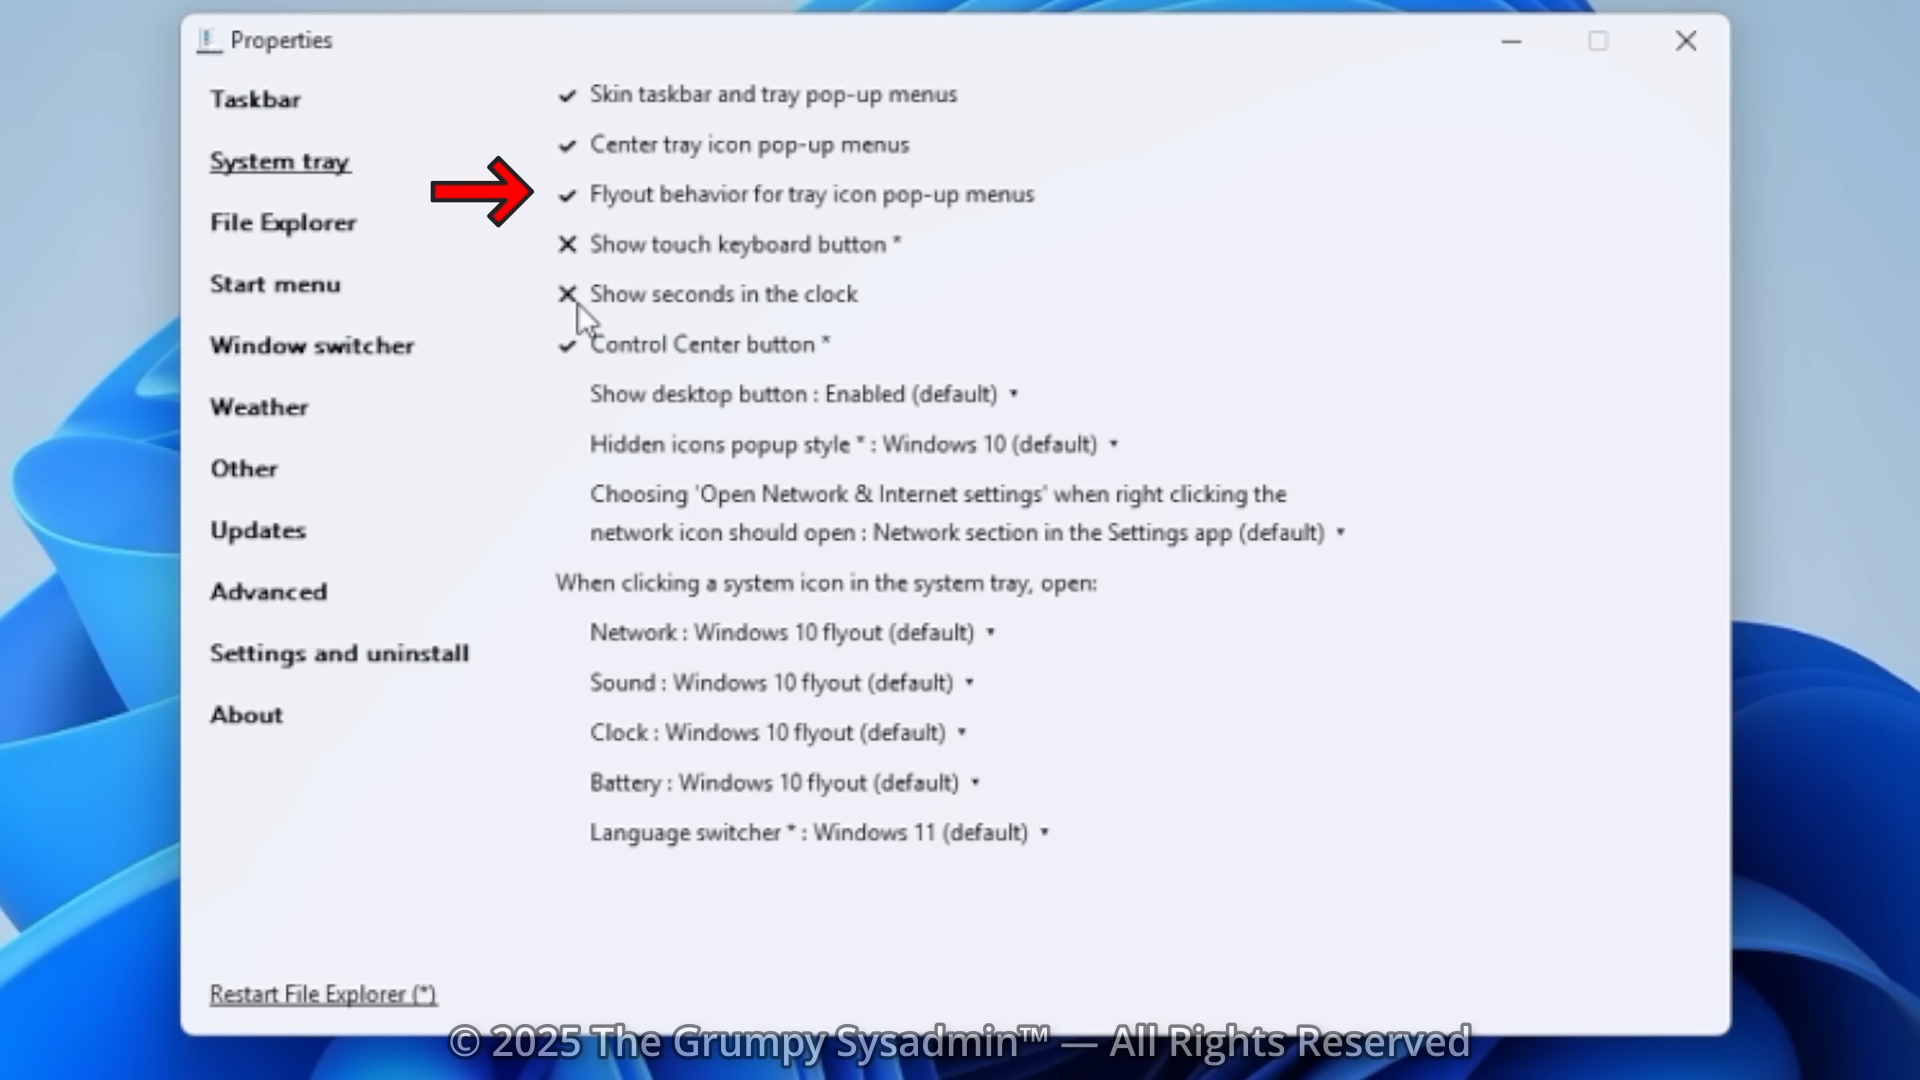 Properties
Taskbar
System tray
File Explorer
Start menu
Window switcher
Weather
Other
Updates
Advanced
Settings and uninstall
About
Restart File Explorer (*)
Skin taskbar and tray pop-up menus
Center tray icon pop-up menus
Flyout behavior for tray icon pop-up menus
Show touch keyboard button *
Show seconds in the clock
Control Center button *
Show desktop button : Enabled (default)
Hidden icons popup style * : Windows 10 (default)
Choosing 'Open Network & Internet settings' when right clicking the
network icon should open : Network section in the Settings app (default)
When clicking a system icon in the system tray, open:
Network : Windows 10 flyout (default)
Sound : Windows 10 flyout (default)
Clock : Windows 10 flyout (default)
Battery : Windows 10 flyout (default)
Language switcher * : Windows 11 (default)
© 2025 The Grumpy Sysadmin™ — All Rights Reserved